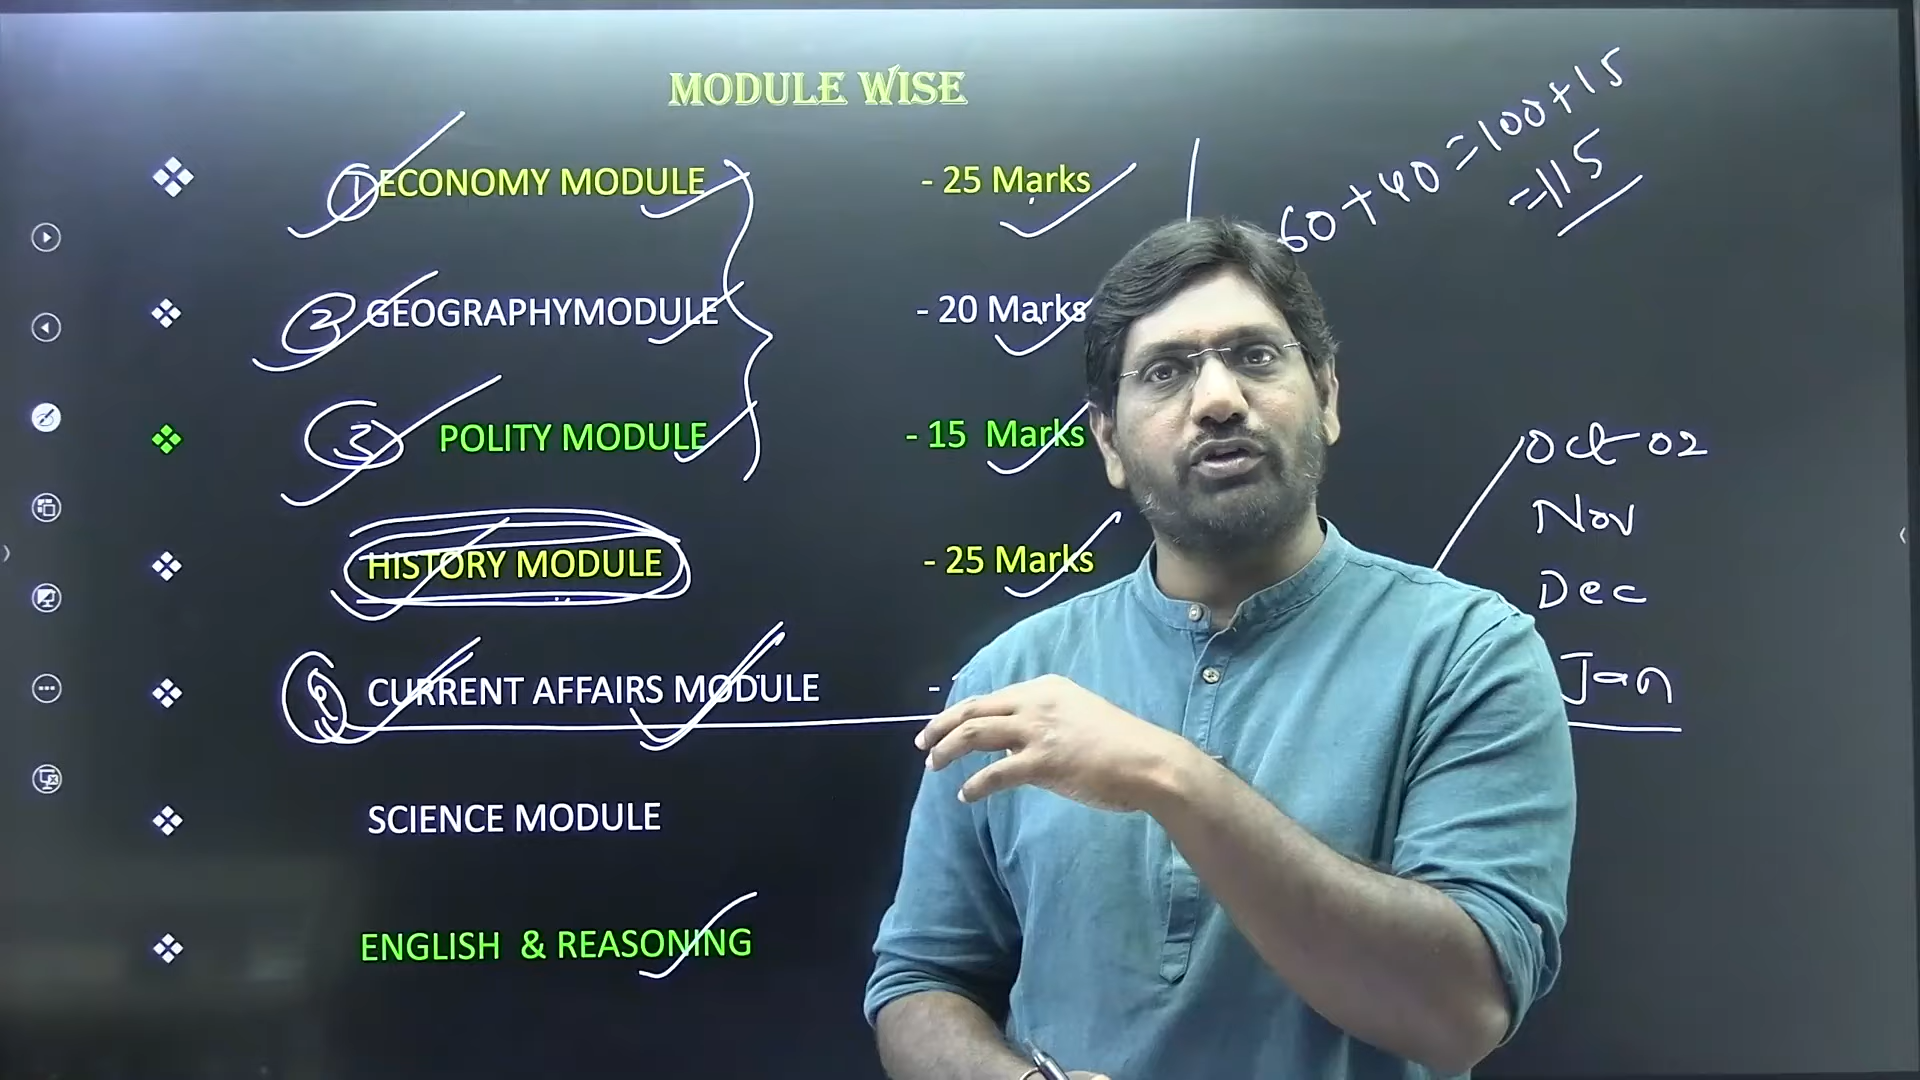 MODULE WISE
① ECONOMY MODULE - 25 Marks
② GEOGRAPHYMODULE - 20 Marks
③ POLITY MODULE - 15 Marks
HISTORY MODULE - 25 Marks
CURRENT AFFAIRS MODULE -
SCIENCE MODULE
ENGLISH & REASONING
60+40=100+15
=115
Oct-02
Nov
Dec
Jan